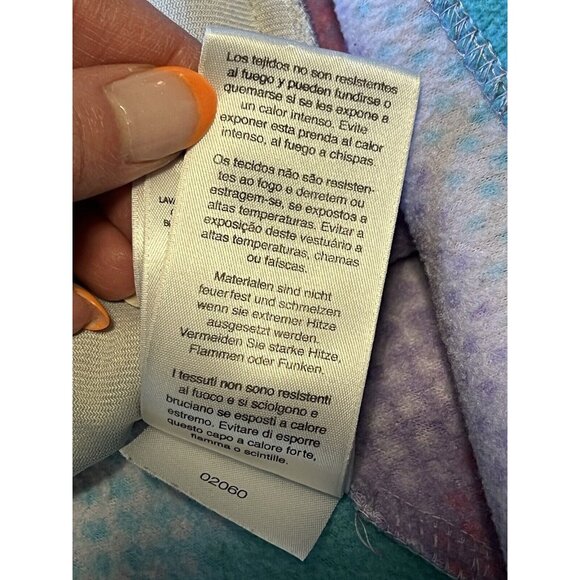 Los tejidos no son resistentes
al fuego y pueden fundirse o
quemarse si se les expone a
un calor intenso. Evite
exponer esta prenda al calor
intenso, al fuego a chispas.
Os tecidos não são resisten-
tes ao fogo e derretem ou
estragem-se, se expostos a
altas temperaturas. Evitar a
exposição deste vestuário a
altas temperaturas, chamas
ou falscas.
Materialen sind nicht
feuerfest und schmelzen
wenn sie extremer Hitze
ausgesetzt werden.
Vermeiden Sie starke Hitze,
Flammen oder Funken.
I tessuti non sono resistenti
al fuoco e si sciolgono e
bruciano se esposti a calore
estremo. Evitare di esporre
questo capo a calore forte,
fiamma o scintille.
02060
LAVA